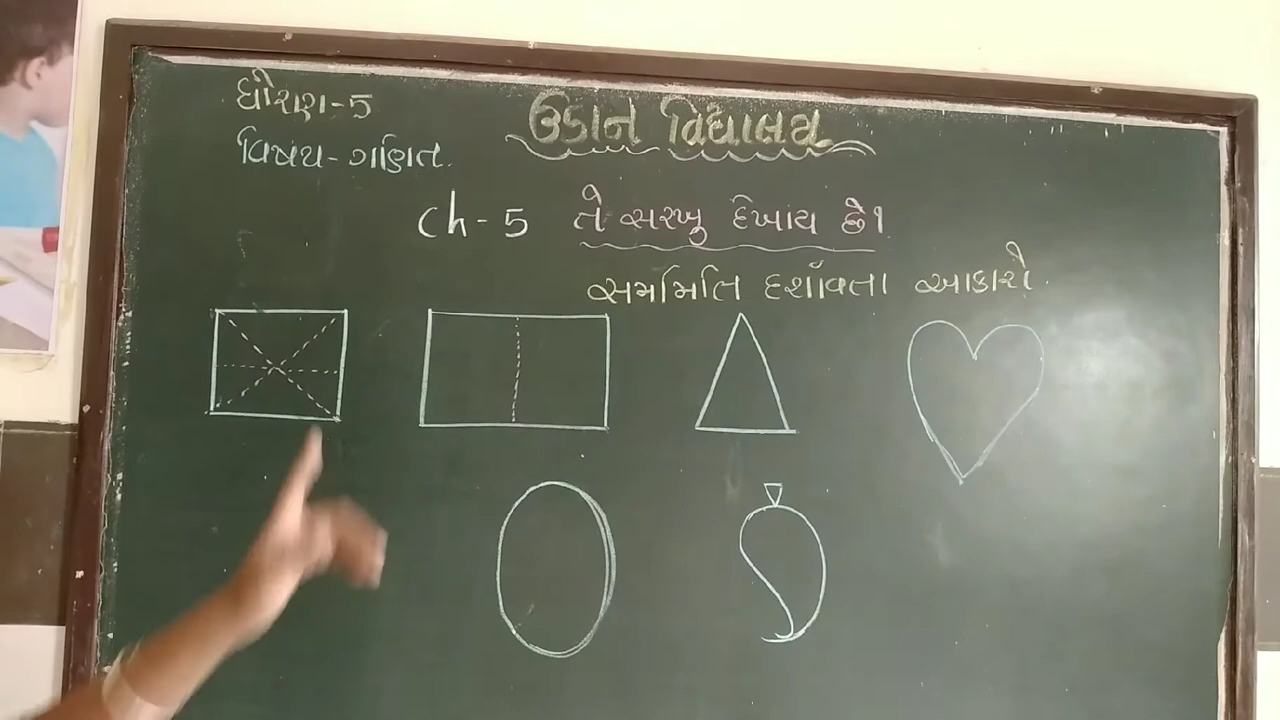 ધોરણ-5
વિષય-ગણિત.
ઉડાન વિદ્યાલય
Ch-5 તે સરખુ દેખાય છે।
સમમિતિ દર્શાવતા આકારો.